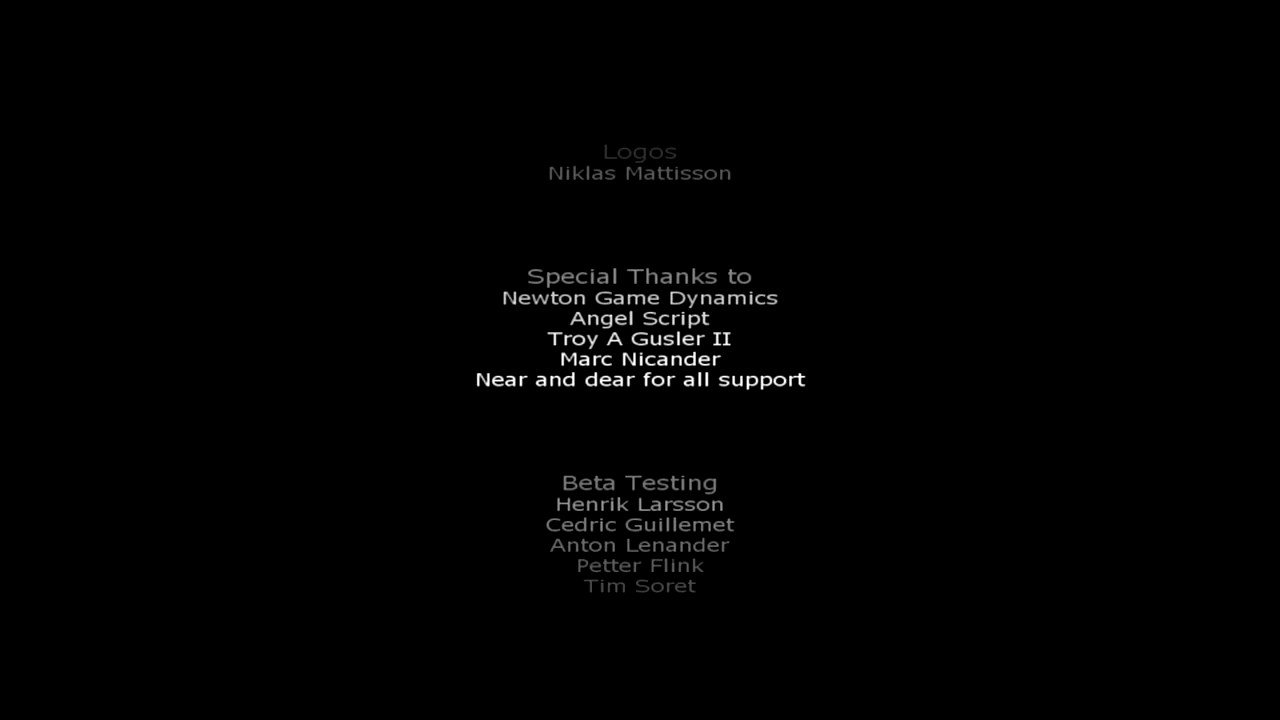 Logos
Niklas Mattisson
Special Thanks to
Newton Game Dynamics
Angel Script
Troy A Gusler II
Marc Nicander
Near and dear for all support
Beta Testing
Henrik Larsson
Cedric Guillemet
Anton Lenander
Petter Flink
Tim Soret